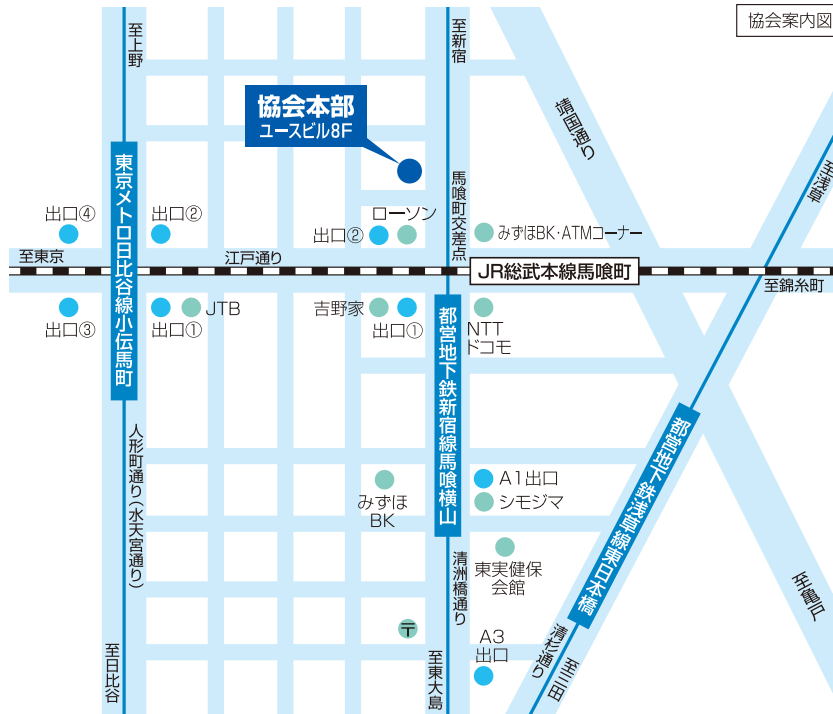 協会案内図
至上野
至新宿
靖国通り
至浅草
協会本部
ユースビル8F
東京メトロ日比谷線小伝馬町
馬喰町交差点
出口④
出口②
出口②
ローソン
みずほBK・ATMコーナー
至東京
江戸通り
JR総武本線馬喰町
至錦糸町
出口③
出口①
JTB
吉野家
出口①
NTT
ドコモ
都営地下鉄新宿線馬喰横山
都営地下鉄浅草線東日本橋
人形町通り(水天宮通り)
みずほ
BK
A1出口
シモジマ
東実健保
会館
清洲橋通り
〒
A3
出口
清杉通り
至三田
至亀戸
至日比谷
至東大島